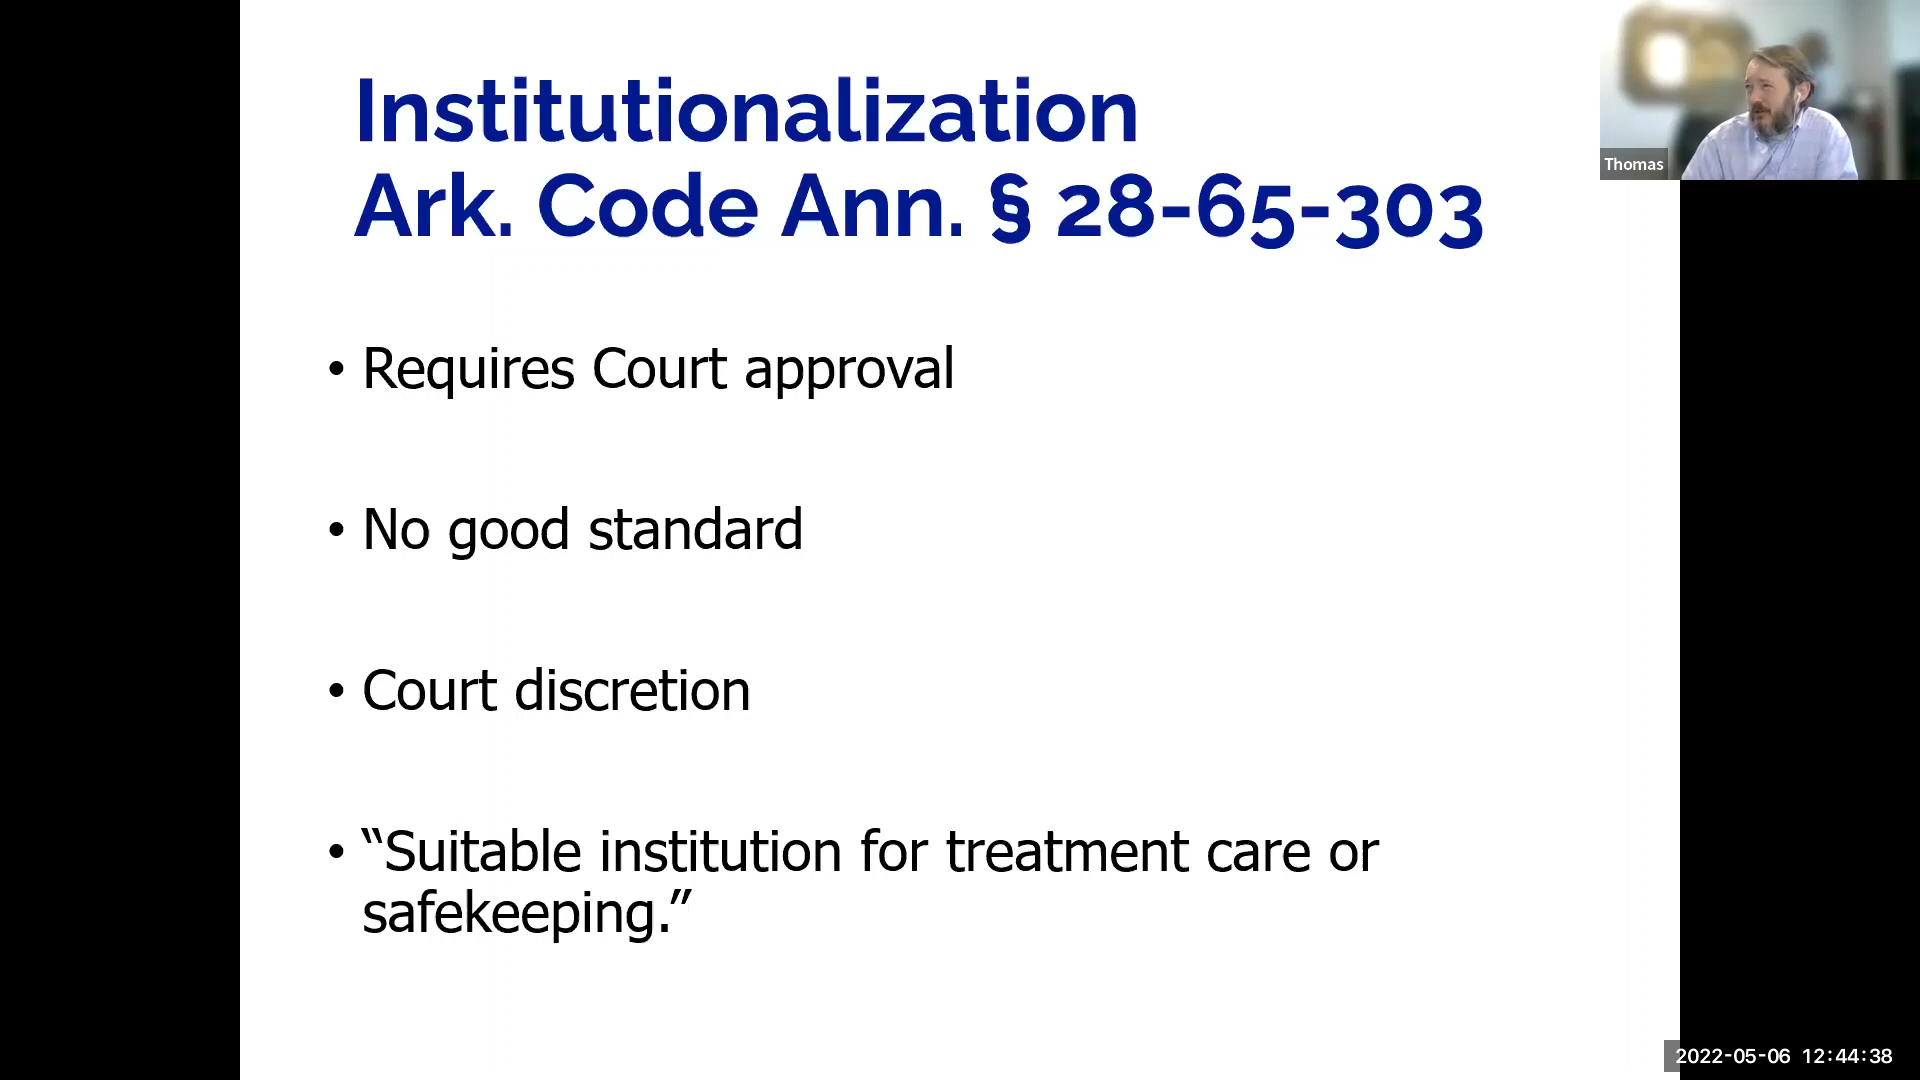 Institutionalization
Ark. Code Ann. § 28-65-303
• Requires Court approval
• No good standard
• Court discretion
• “Suitable institution for treatment care or
safekeeping.”
Thomas
2022-05-06 12:44:38